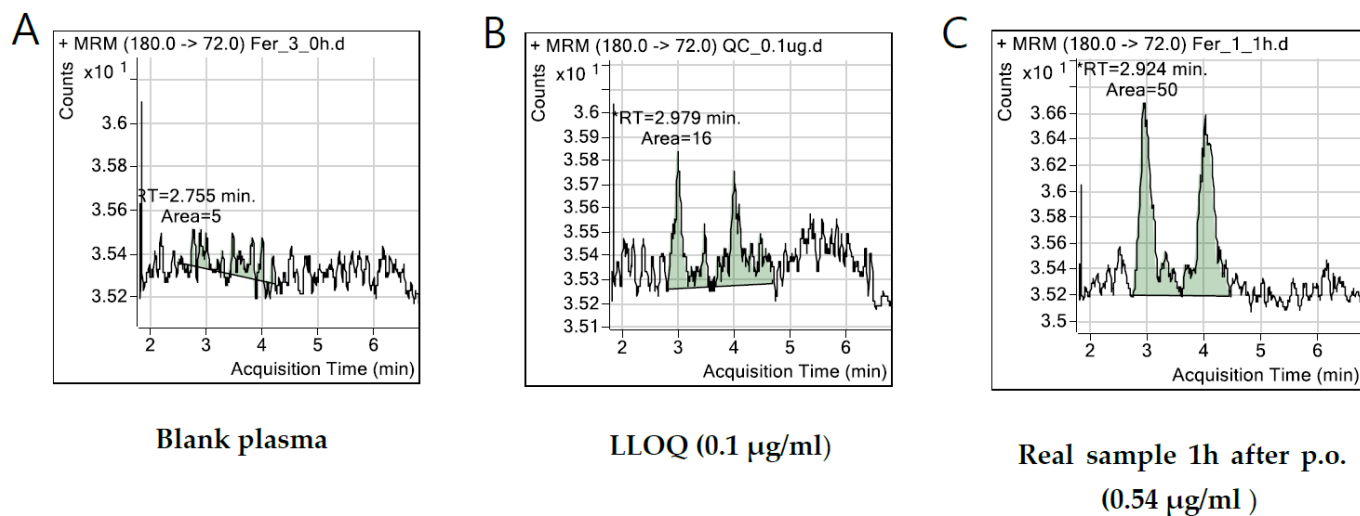 A
+ MRM (180.0 -> 72.0) Fer_3_0h.d
Counts
x10 1
RT=2.755 min.
Area=5
3.6
3.58
3.56
3.54
3.52
2 3 4 5 6
Acquisition Time (min)
Blank plasma
B
+ MRM (180.0 -> 72.0) QC_0.1ug.d
Counts
x10 1
*RT=2.979 min.
Area=16
3.6
3.59
3.58
3.57
3.56
3.55
3.54
3.53
3.52
3.51
2 3 4 5 6
Acquisition Time (min)
LLOQ (0.1 µg/ml)
C
+ MRM (180.0 -> 72.0) Fer_1_1h.d
Counts
x10 1
*RT=2.924 min.
Area=50
3.66
3.64
3.62
3.6
3.58
3.56
3.54
3.52
3.5
2 3 4 5 6
Acquisition Time (min)
Real sample 1h after p.o.
(0.54 µg/ml )